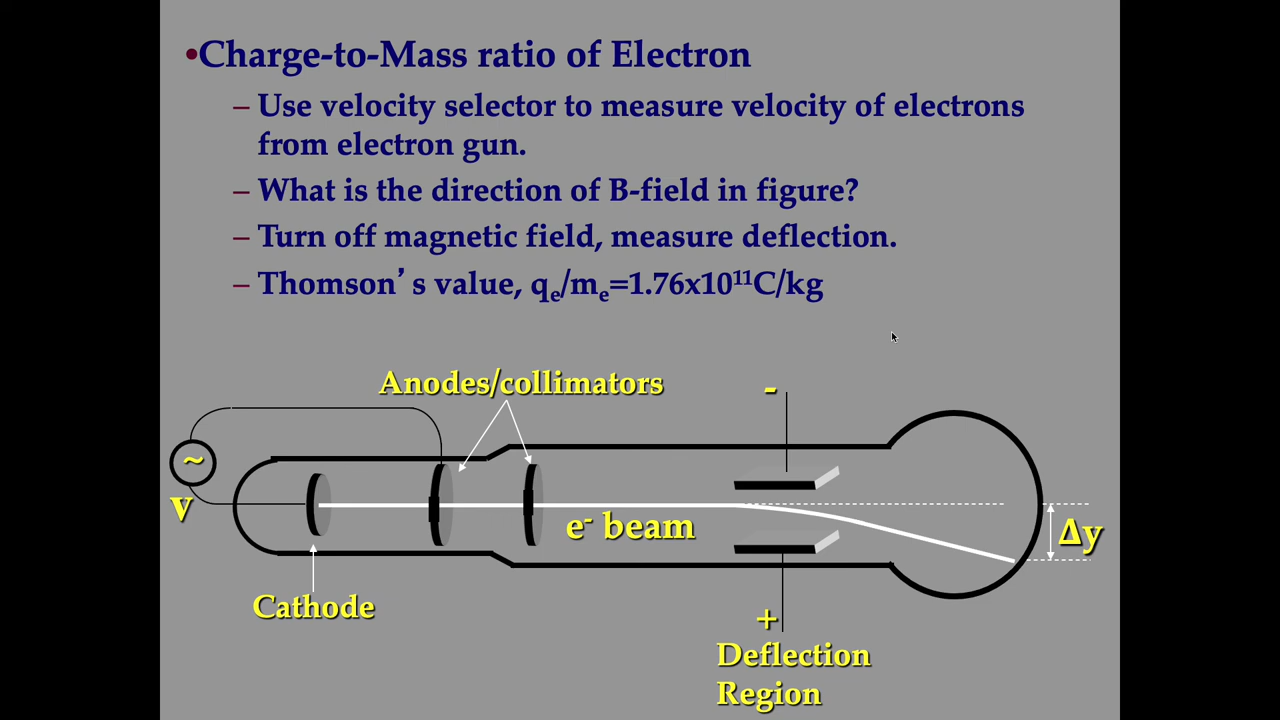 •Charge-to-Mass ratio of Electron
– Use velocity selector to measure velocity of electrons
from electron gun.
– What is the direction of B-field in figure?
– Turn off magnetic field, measure deflection.
– Thomson’s value, qₑ/mₑ=1.76x10¹¹C/kg
Anodes/collimators
-
~
v
e⁻ beam
Δy
Cathode
+
Deflection
Region